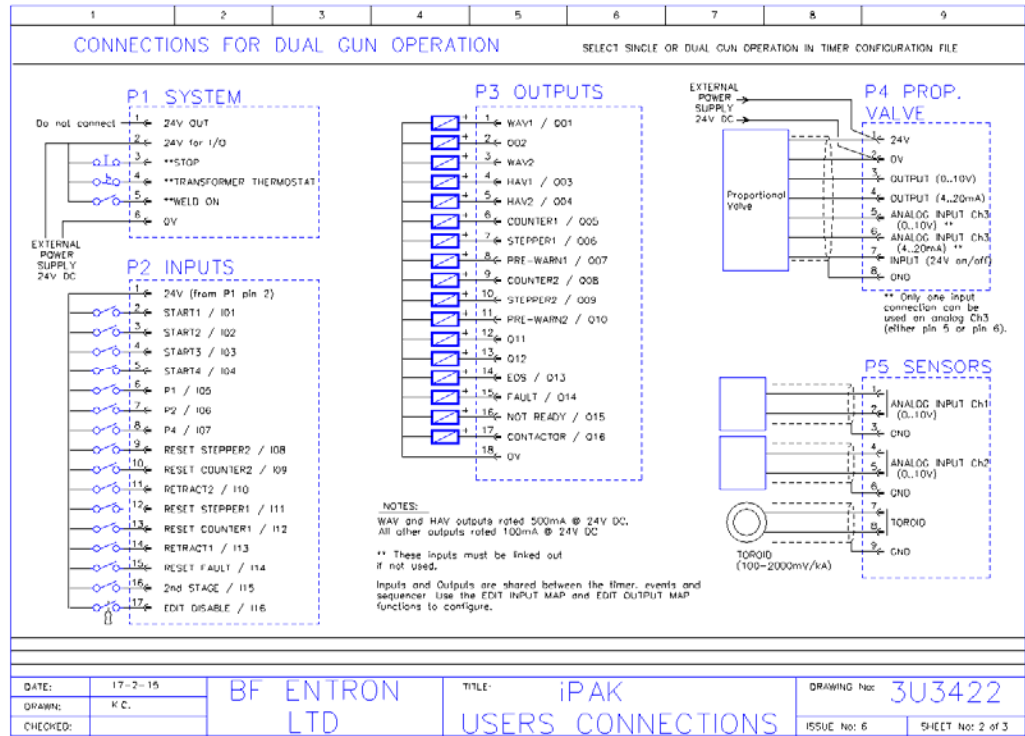 1 2 3 4 5 6 7 8 9
CONNECTIONS FOR DUAL GUN OPERATION
SELECT SINGLE OR DUAL GUN OPERATION IN TIMER CONFIGURATION FILE
P1 SYSTEM
Do not connect
1 24V OUT
2 24V for I/O
3 **STOP
4 **TRANSFORMER THERMOSTAT
5 **WELD ON
6 0V
EXTERNAL
POWER
SUPPLY
24V DC
P2 INPUTS
1 24V (from P1 pin 2)
2 START1 / I01
3 START2 / I02
4 START3 / I03
5 START4 / I04
6 P1 / I05
7 P2 / I06
8 P4 / I07
9 RESET STEPPER2 / I08
10 RESET COUNTER2 / I09
11 RETRACT2 / I10
12 RESET STEPPER1 / I11
13 RESET COUNTER1 / I12
14 RETRACT1 / I13
15 RESET FAULT / I14
16 2nd STAGE / I15
17 EDIT DISABLE / I16
P3 OUTPUTS
+ 1 WAV1 / O01
+ 2 O02
+ 3 WAV2
+ 4 HAV1 / O03
+ 5 HAV2 / O04
+ 6 COUNTER1 / O05
+ 7 STEPPER1 / O06
+ 8 PRE-WARN1 / O07
+ 9 COUNTER2 / O08
+ 10 STEPPER2 / O09
+ 11 PRE-WARN2 / O10
+ 12 O11
+ 13 O12
+ 14 EOS / O13
+ 15 FAULT / O14
+ 16 NOT READY / O15
+ 17 CONTACTOR / O16
18 0V
NOTES:
WAV and HAV outputs rated 500mA @ 24V DC.
All other outputs rated 100mA @ 24V DC
** These inputs must be linked out
if not used.
Inputs and Outputs are shared between the timer, events and
sequencer. Use the EDIT INPUT MAP and EDIT OUTPUT MAP
functions to configure.
EXTERNAL
POWER
SUPPLY
24V DC
P4 PROP.
VALVE
Proportional
Valve
1 24V
2 0V
3 OUTPUT (0..10V)
4 OUTPUT (4..20mA)
5 ANALOG INPUT Ch3
(0..10V) **
6 ANALOG INPUT Ch3
(4..20mA) **
7 INPUT (24V on/off)
8 GND
** Only one input
connection can be
used an analog Ch3
(either pin 5 or pin 6).
P5 SENSORS
1
2 ANALOG INPUT Ch1
(0..10V)
3 GND
4
5 ANALOG INPUT Ch2
(0..10V)
6 GND
7
8 TOROID
9 GND
TOROID
(100-2000mV/kA)
DATE: 17-2-15
DRAWN: K C.
CHECKED:
BF ENTRON
LTD
TITLE- iPAK
USERS CONNECTIONS
DRAWING No: 3U3422
ISSUE No: 6 SHEET No: 2 of 3